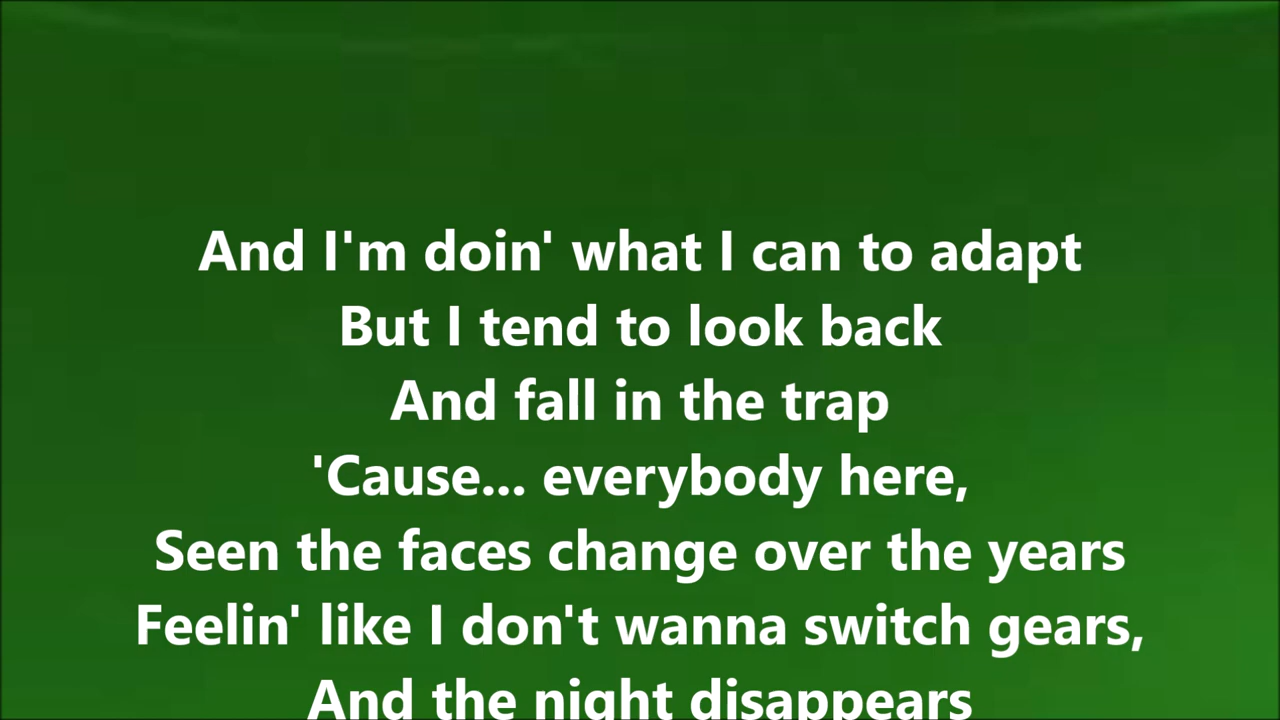 And I'm doin' what I can to adapt
But I tend to look back
And fall in the trap
'Cause... everybody here,
Seen the faces change over the years
Feelin' like I don't wanna switch gears,
And the night disappears